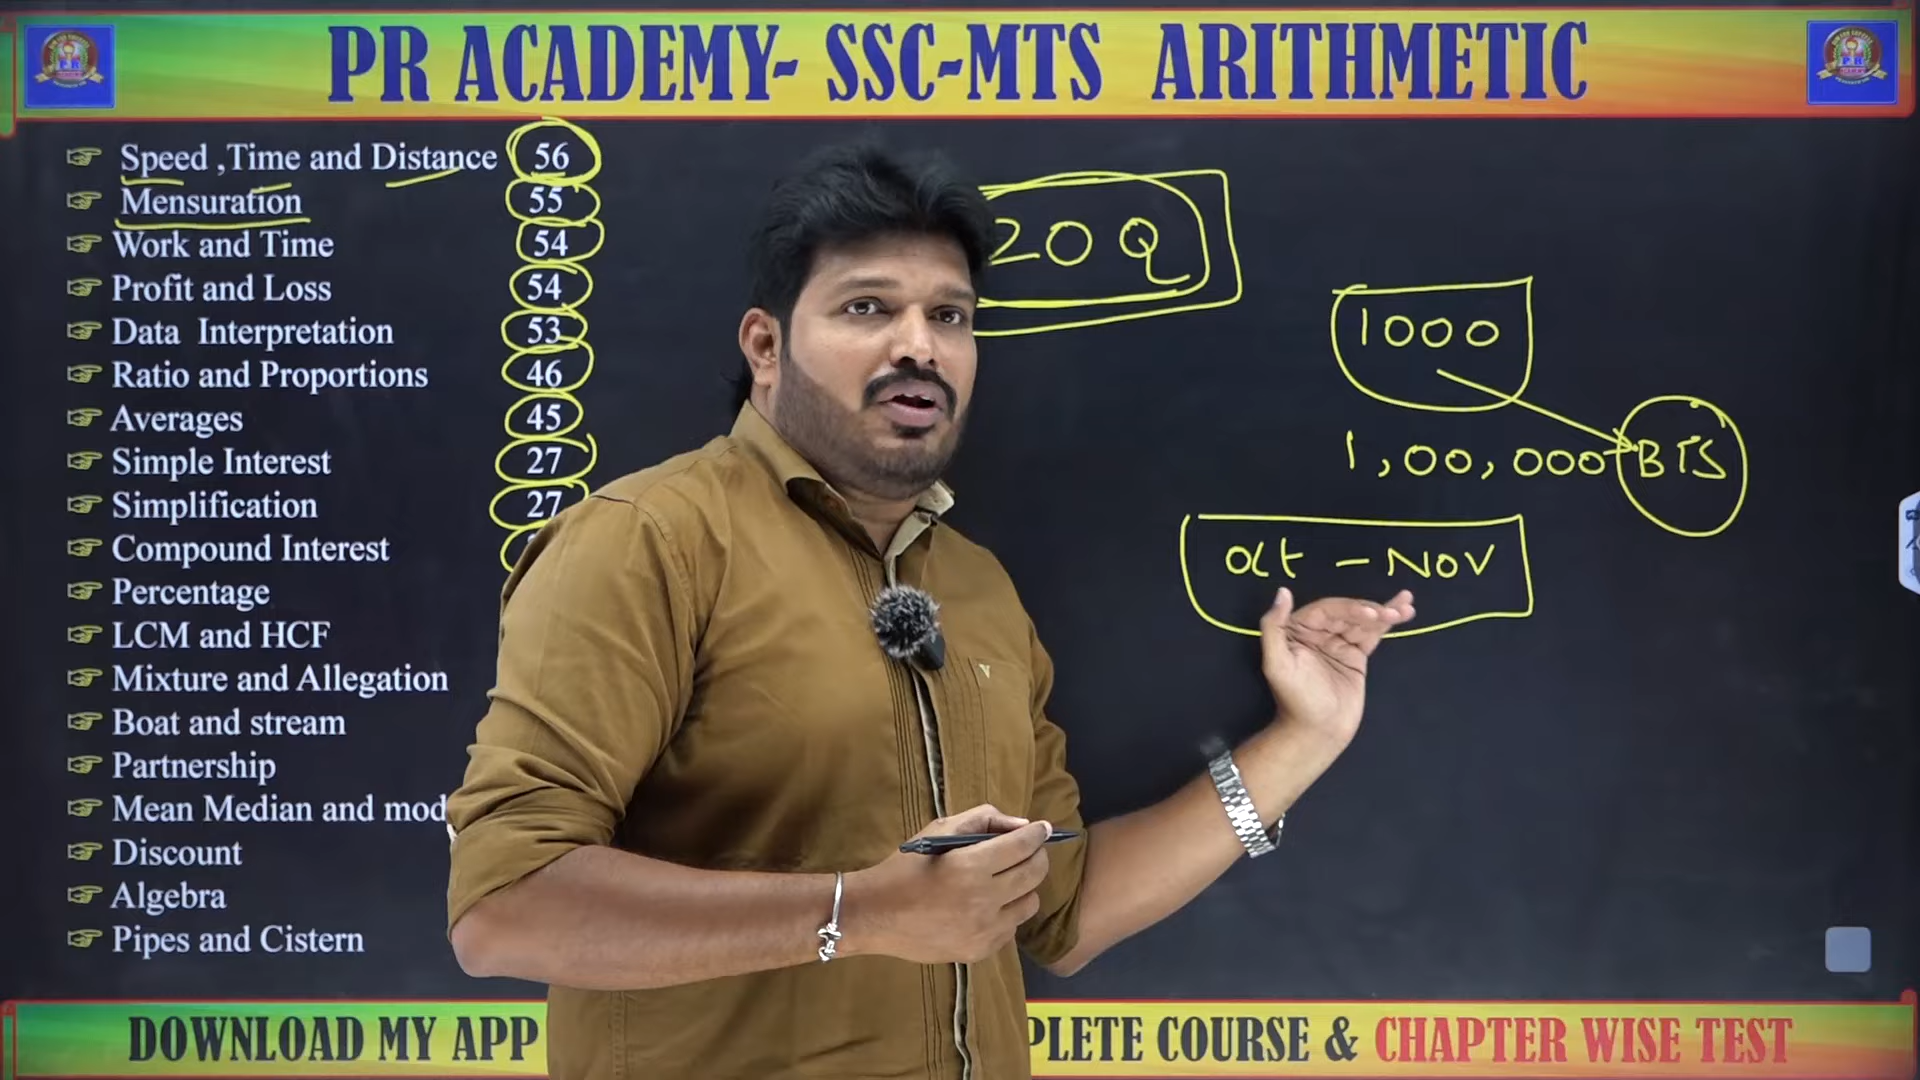 PR ACADEMY- SSC-MTS ARITHMETIC
Speed ,Time and Distance 56
Mensuration 55
Work and Time 54
Profit and Loss 54
Data Interpretation 53
Ratio and Proportions 46
Averages 45
Simple Interest 27
Simplification 27
Compound Interest
Percentage
LCM and HCF
Mixture and Allegation
Boat and stream
Partnership
Mean Median and mod
Discount
Algebra
Pipes and Cistern
20 Q
1000
1,00,000
BTS
Oct - Nov
DOWNLOAD MY APP
PLETE COURSE & CHAPTER WISE TEST